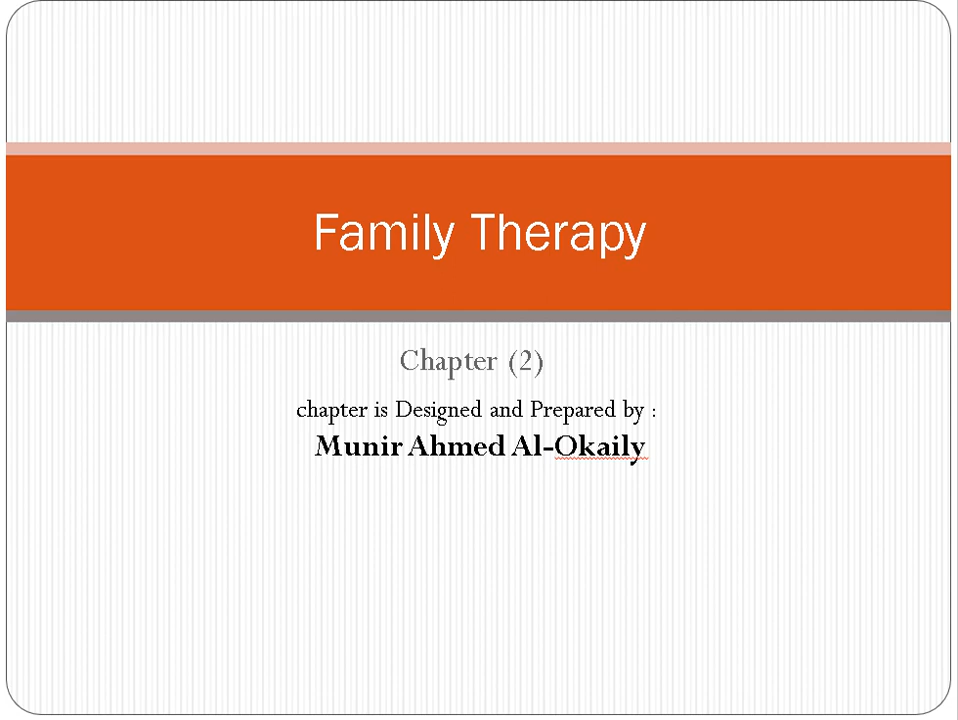 Family Therapy
Chapter (2)
chapter is Designed and Prepared by :
Munir Ahmed Al-Okaily